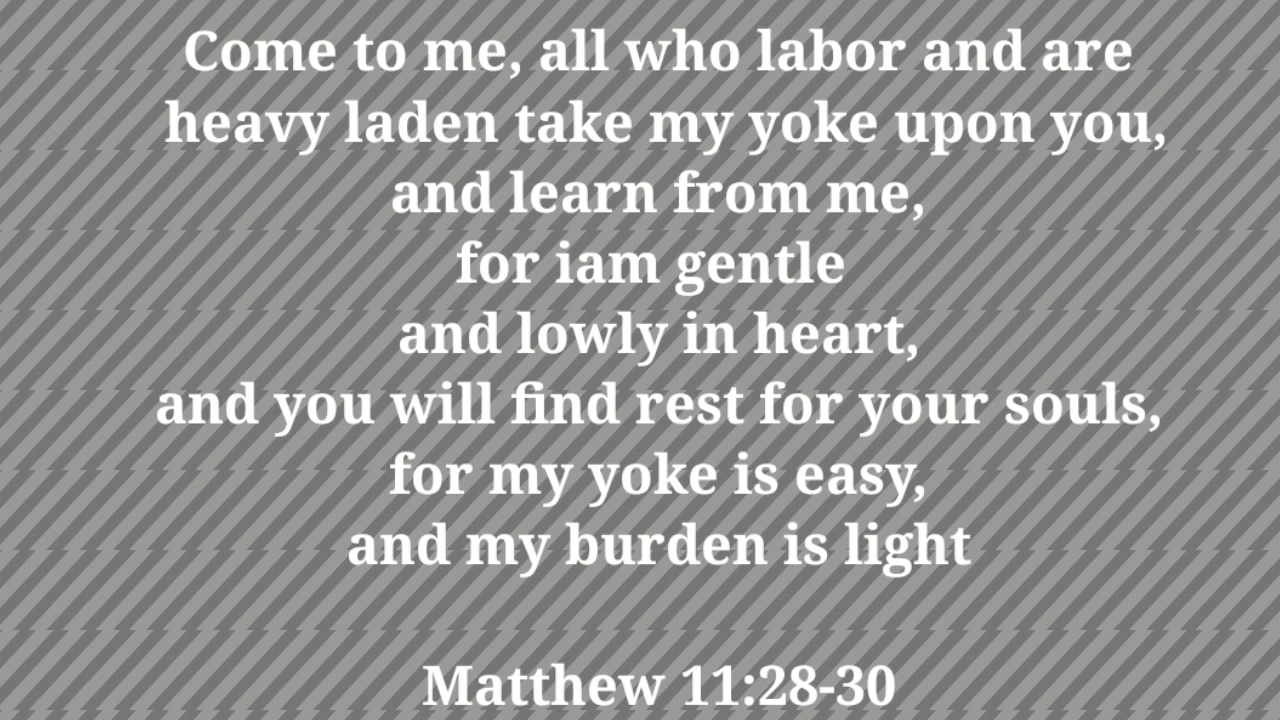 Come to me, all who labor and are
heavy laden take my yoke upon you,
and learn from me,
for iam gentle
and lowly in heart,
and you will find rest for your souls,
for my yoke is easy,
and my burden is light
Matthew 11:28-30